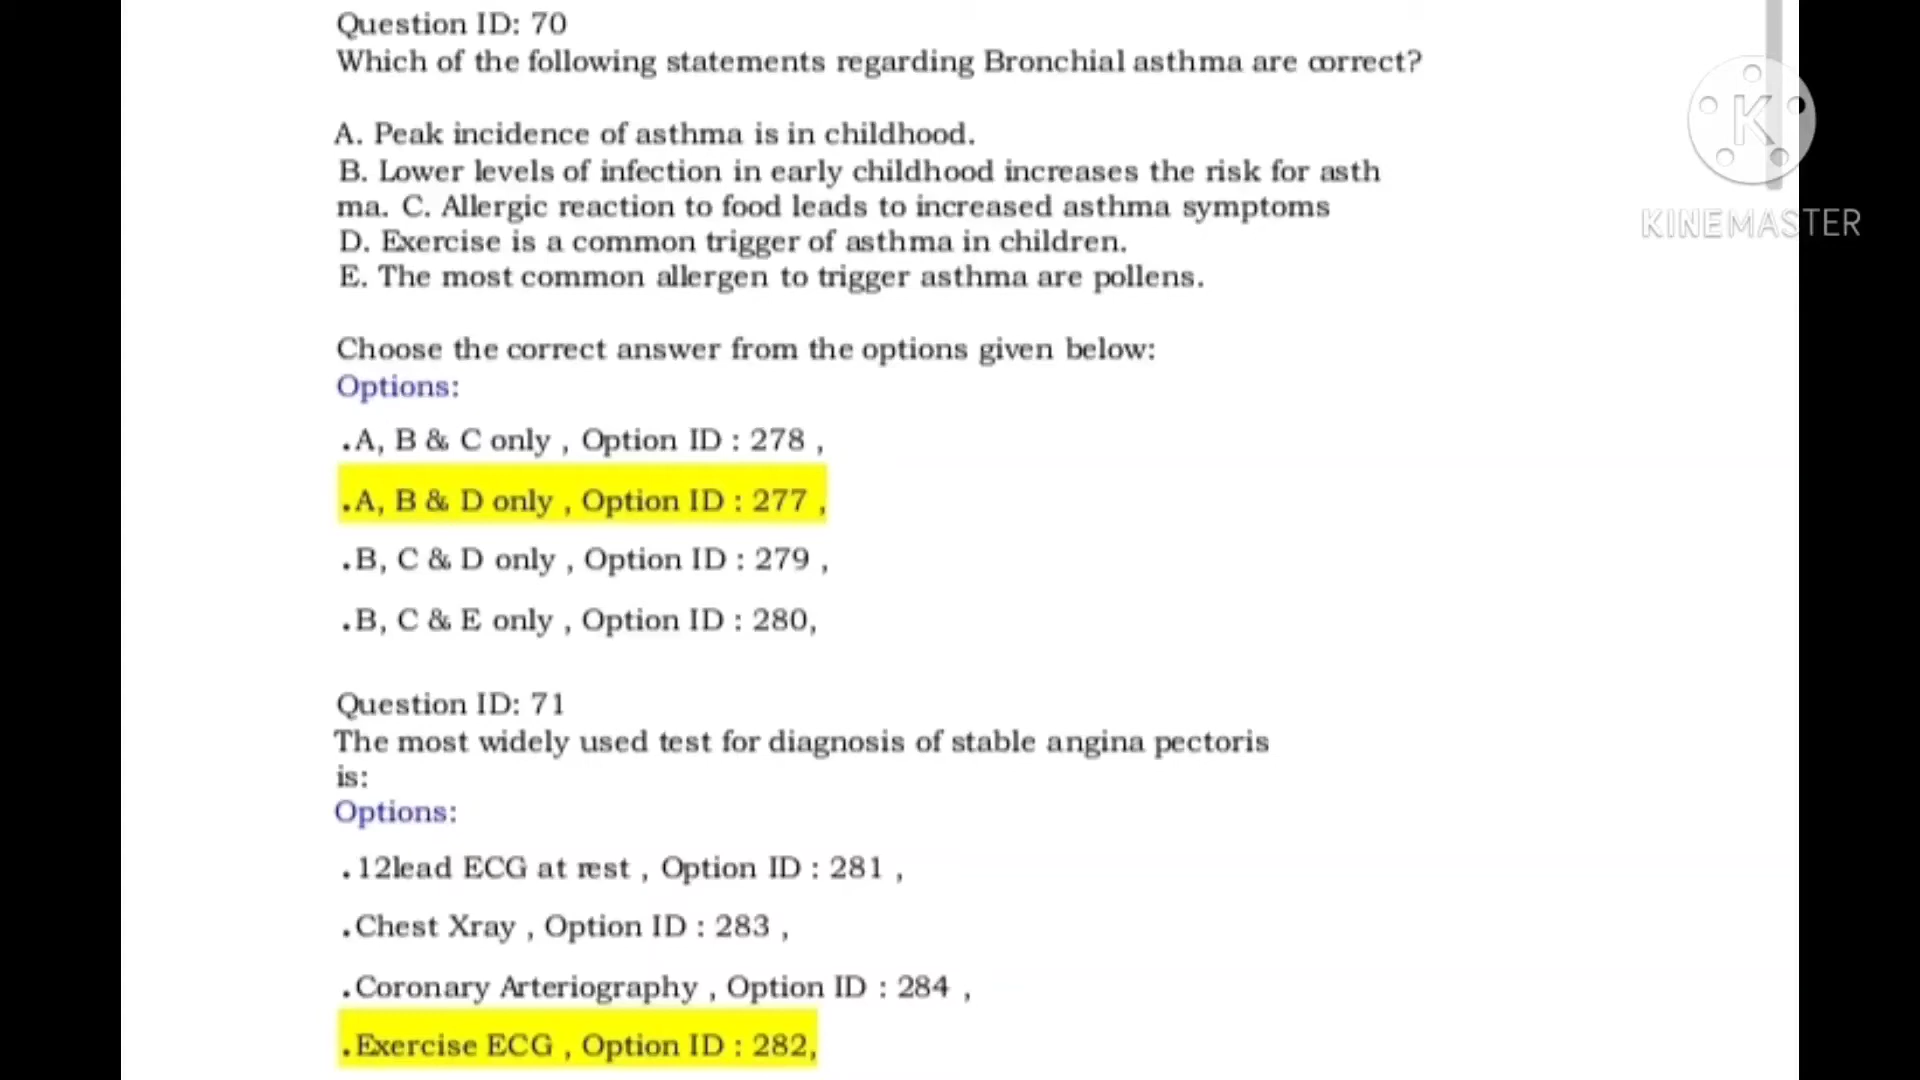 Question ID: 70
Which of the following statements regarding Bronchial asthma are correct?
A. Peak incidence of asthma is in childhood.
B. Lower levels of infection in early childhood increases the risk for asth
ma. C. Allergic reaction to food leads to increased asthma symptoms
D. Exercise is a common trigger of asthma in children.
E. The most common allergen to trigger asthma are pollens.
Choose the correct answer from the options given below:
Options:
.A, B & C only , Option ID : 278 ,
.A, B & D only , Option ID : 277 ,
.B, C & D only , Option ID : 279 ,
.B, C & E only , Option ID : 280,
Question ID: 71
The most widely used test for diagnosis of stable angina pectoris
is:
Options:
.12lead ECG at rest , Option ID : 281 ,
.Chest Xray , Option ID : 283 ,
.Coronary Arteriography , Option ID : 284 ,
.Exercise ECG , Option ID : 282,
K
KINEMASTER